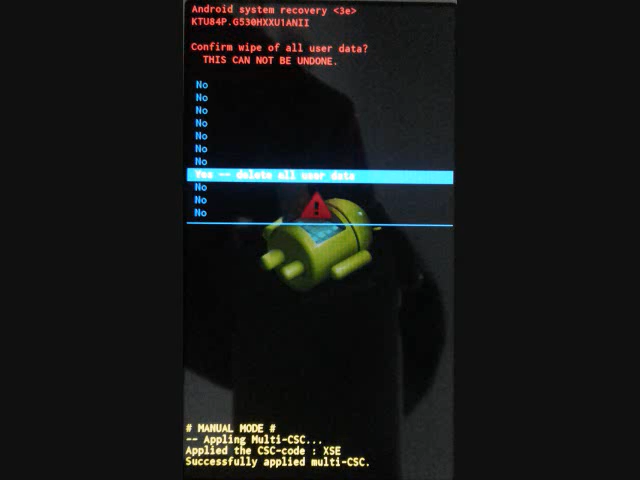 Android system recovery <3e>
KTU84P.G530HXXU1ANII
Confirm wipe of all user data?
THIS CAN NOT BE UNDONE.
No
No
No
No
No
No
No
Yes -- delete all user data
No
No
No
# MANUAL MODE #
-- Appling Multi-CSC...
Applied the CSC-code : XSE
Successfully applied multi-CSC.